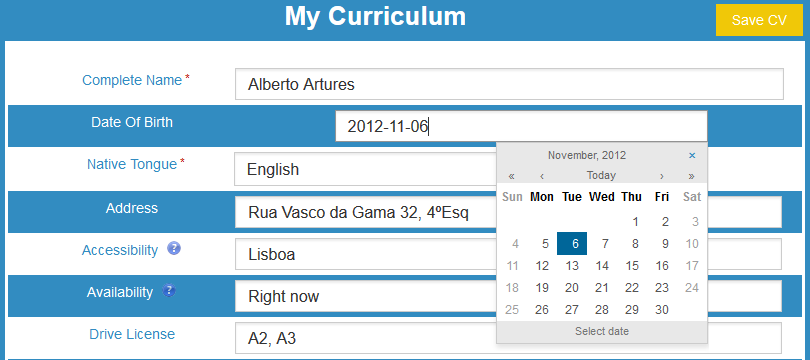 My Curriculum
Save CV
Complete Name *
Alberto Artures
Date Of Birth
2012-11-06
Native Tongue *
English
Address
Rua Vasco da Gama 32, 4ºEsq
Accessibility ?
Lisboa
Availability ?
Right now
Drive License
A2, A3
November, 2012 ×
« ‹ Today › »
Sun Mon Tue Wed Thu Fri Sat
1 2 3
4 5 6 7 8 9 10
11 12 13 14 15 16 17
18 19 20 21 22 23 24
25 26 27 28 29 30
Select date